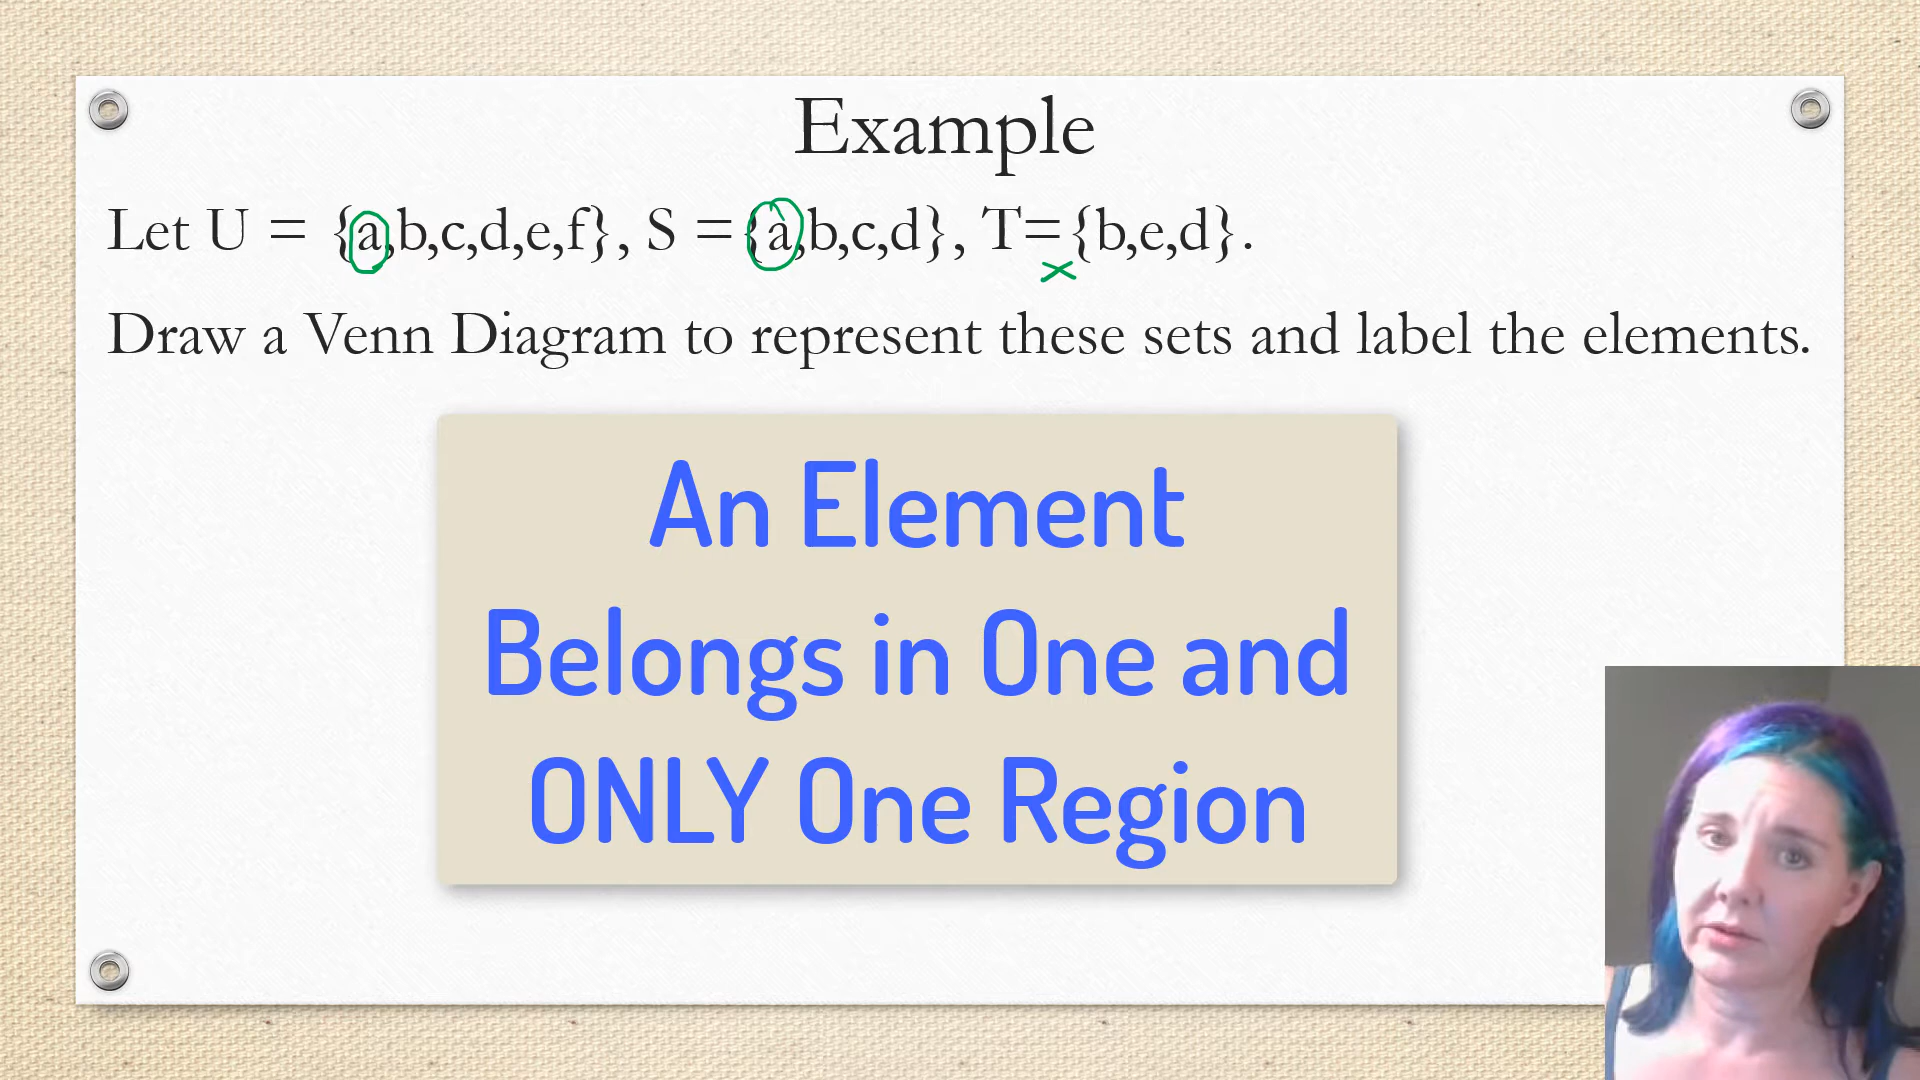 Example
Let U = {a,b,c,d,e,f}, S ={a,b,c,d}, T={b,e,d}.
Draw a Venn Diagram to represent these sets and label the elements.
An Element
Belongs in One and
ONLY One Region